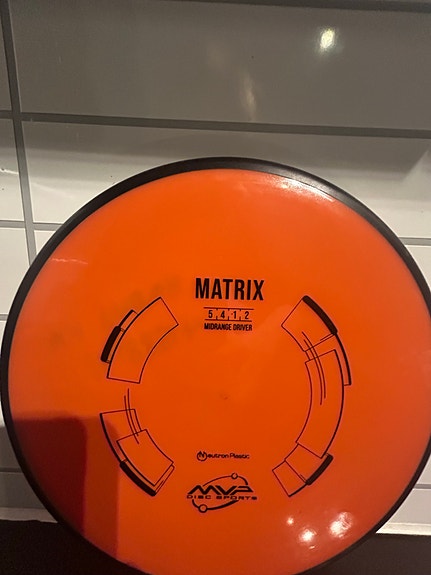 MATRIX
5 4 1 2
MIDRANGE DRIVER
Neutron Plastic
MVP
DISC SPORTS